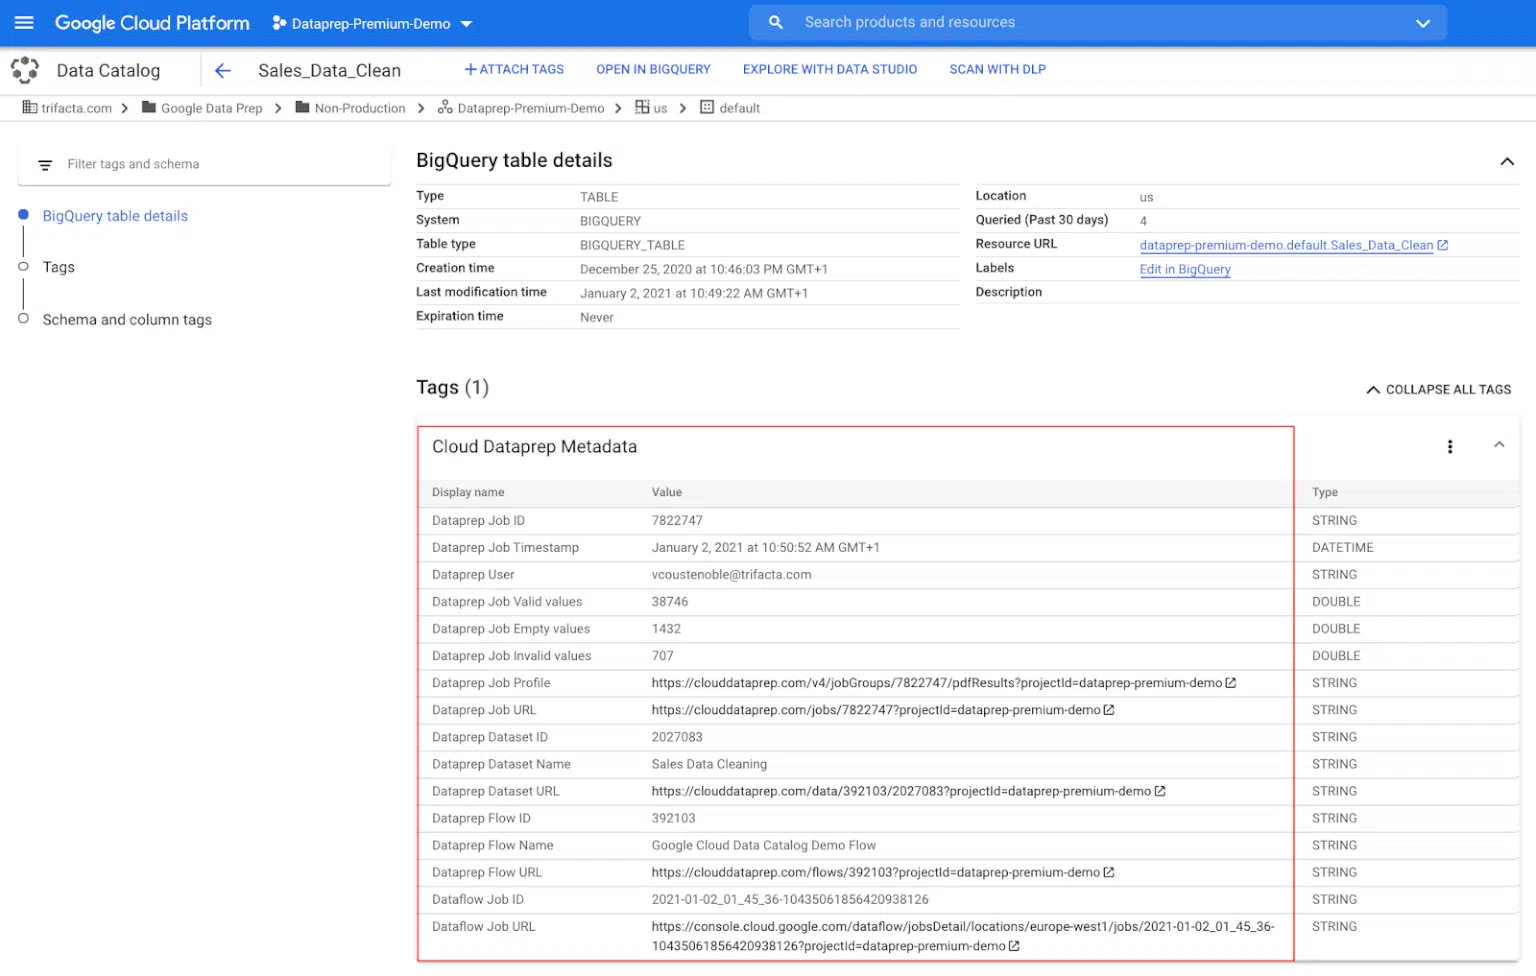 Google Cloud Platform Dataprep-Premium-Demo Search products and resources
Data Catalog Sales_Data_Clean ATTACH TAGS OPEN IN BIGQUERY EXPLORE WITH DATA STUDIO SCAN WITH DLP
trifacta.com Google Data Prep Non-Production Dataprep-Premium-Demo us default
Filter tags and schema
BigQuery table details
Tags
Schema and column tags
BigQuery table details
Type TABLE
System BIGQUERY
Table type BIGQUERY_TABLE
Creation time December 25, 2020 at 10:46:03 PM GMT+1
Last modification time January 2, 2021 at 10:49:22 AM GMT+1
Expiration time Never
Location us
Queried (Past 30 days) 4
Resource URL dataprep-premium-demo.default.Sales_Data_Clean
Labels Edit in BigQuery
Description
Tags (1) COLLAPSE ALL TAGS
Cloud Dataprep Metadata
Display name Value Type
Dataprep Job ID 7822747 STRING
Dataprep Job Timestamp January 2, 2021 at 10:50:52 AM GMT+1 DATETIME
Dataprep User vcoustenoble@trifacta.com STRING
Dataprep Job Valid values 38746 DOUBLE
Dataprep Job Empty values 1432 DOUBLE
Dataprep Job Invalid values 707 DOUBLE
Dataprep Job Profile https://clouddataprep.com/v4/jobGroups/7822747/pdfResults?projectId=dataprep-premium-demo STRING
Dataprep Job URL https://clouddataprep.com/jobs/7822747?projectId=dataprep-premium-demo STRING
Dataprep Dataset ID 2027083 STRING
Dataprep Dataset Name Sales Data Cleaning STRING
Dataprep Dataset URL https://clouddataprep.com/data/392103/2027083?projectId=dataprep-premium-demo STRING
Dataprep Flow ID 392103 STRING
Dataprep Flow Name Google Cloud Data Catalog Demo Flow STRING
Dataprep Flow URL https://clouddataprep.com/flows/392103?projectId=dataprep-premium-demo STRING
Dataflow Job ID 2021-01-02_01_45_36-10435061856420938126 STRING
Dataflow Job URL https://console.cloud.google.com/dataflow/jobsDetail/locations/europe-west1/jobs/2021-01-02_01_45_36- STRING
10435061856420938126?projectId=dataprep-premium-demo